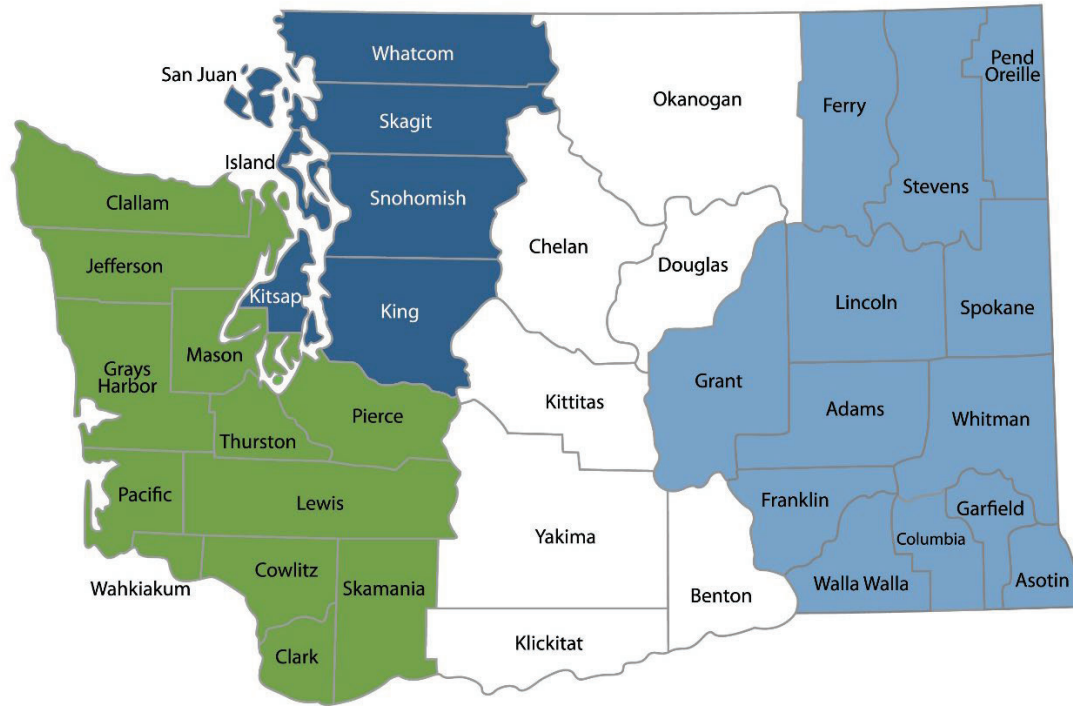 Whatcom
San Juan
Skagit
Island
Snohomish
Okanogan
Ferry
Pend
Oreille
Stevens
Clallam
Jefferson
Kitsap
King
Chelan
Douglas
Lincoln
Spokane
Grays
Harbor
Mason
Thurston
Pierce
Kittitas
Grant
Adams
Whitman
Pacific
Lewis
Yakima
Franklin
Garfield
Columbia
Wahkiakum
Cowlitz
Skamania
Benton
Walla Walla
Asotin
Clark
Klickitat